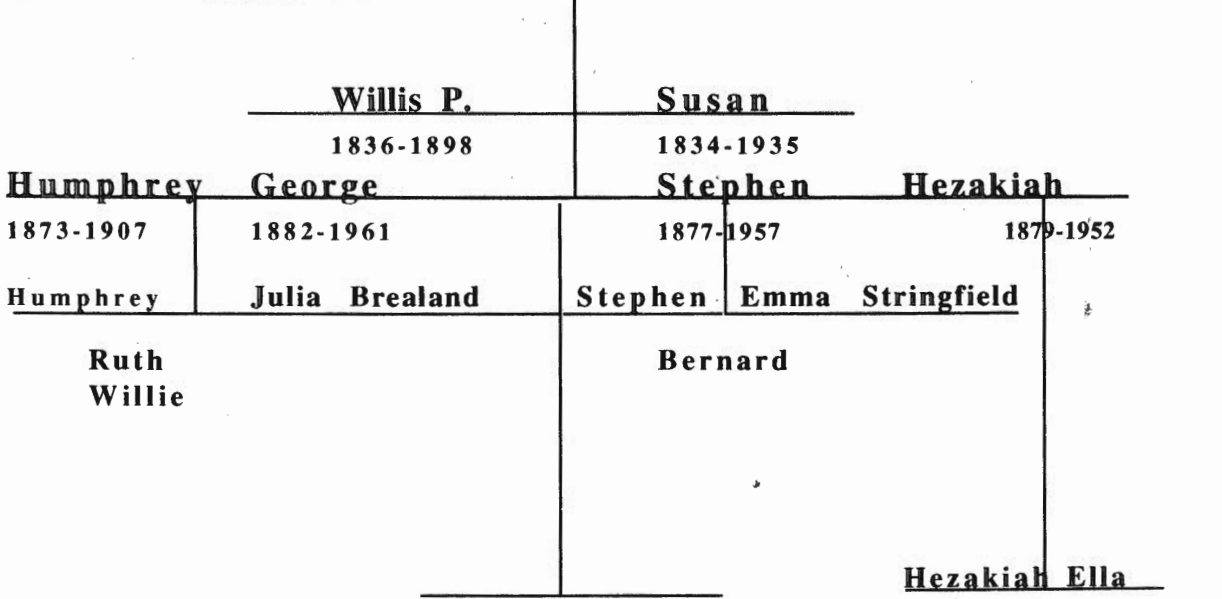 Willis P. Susan
1836-1898 1834-1935
Humphrey George Stephen Hezakiah
1873-1907 1882-1961 1877-1957 1879-1952
Humphrey Julia Brealand Stephen Emma Stringfield
Ruth Bernard
Willie
Hezakiah Ella